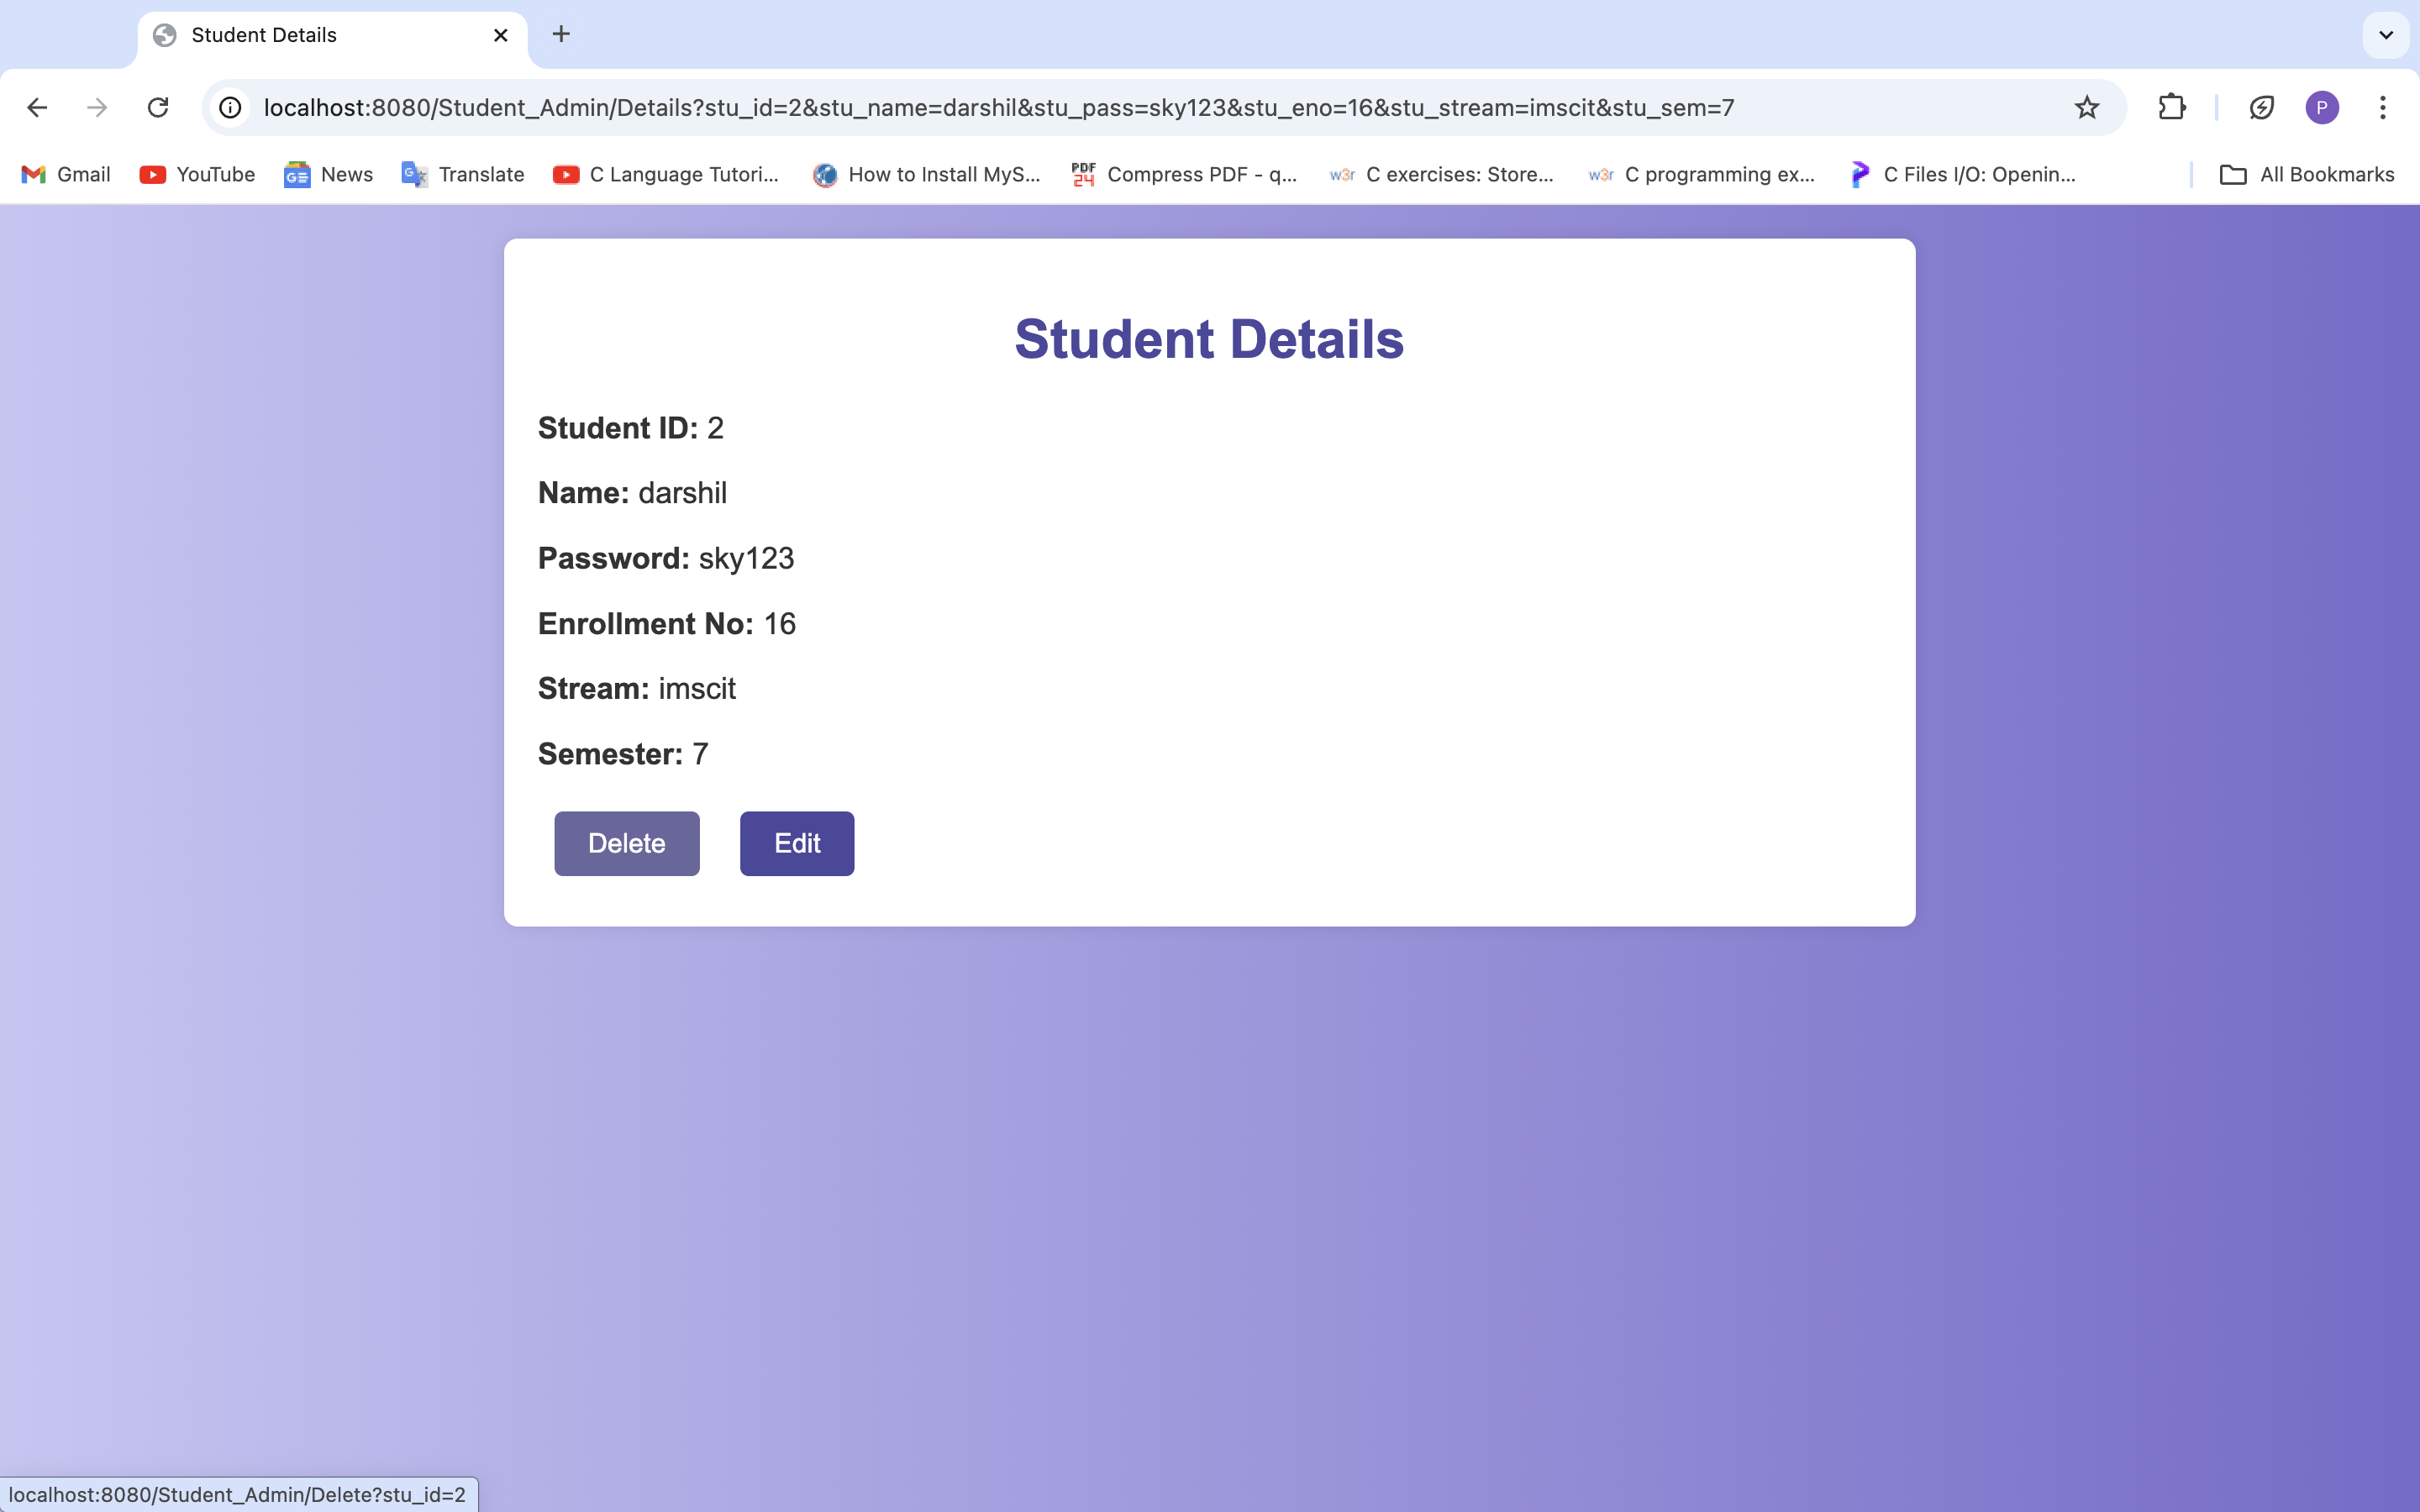 Student Details
localhost:8080/Student_Admin/Details?stu_id=2&stu_name=darshil&stu_pass=sky123&stu_eno=16&stu_stream=imscit&stu_sem=7
P
Gmail YouTube News Translate C Language Tutori... How to Install MyS... Compress PDF - q... C exercises: Store... C programming ex... C Files I/O: Openin... All Bookmarks
Student Details
Student ID: 2
Name: darshil
Password: sky123
Enrollment No: 16
Stream: imscit
Semester: 7
Delete Edit
localhost:8080/Student_Admin/Delete?stu_id=2